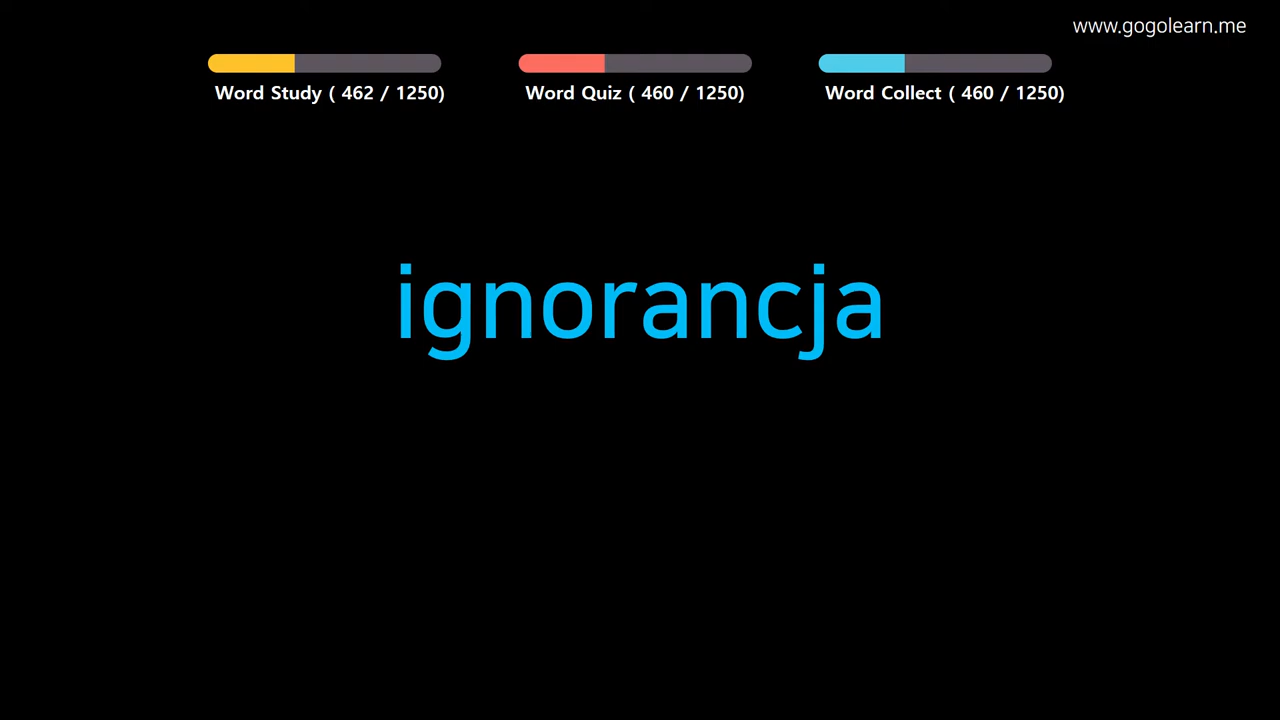 www.gogolearn.me
Word Study ( 462 / 1250)
Word Quiz ( 460 / 1250)
Word Collect ( 460 / 1250)
ignorancja